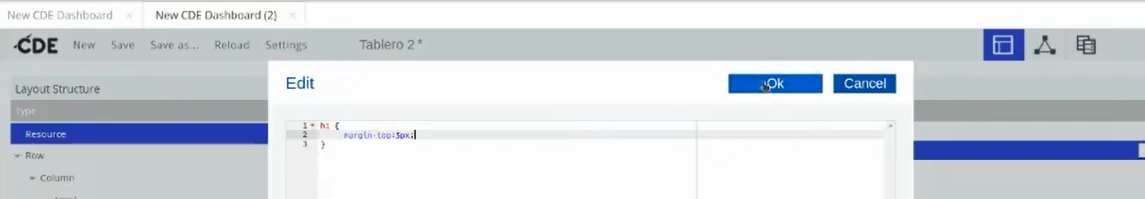 New CDE Dashboard × New CDE Dashboard (2) ×
CDE New Save Save as... Reload Settings Tablero 2*
Edit Ok Cancel
Layout Structure
Type
Resource
Row
Column
1 h1 {
2 margin-top:5px;
3 }